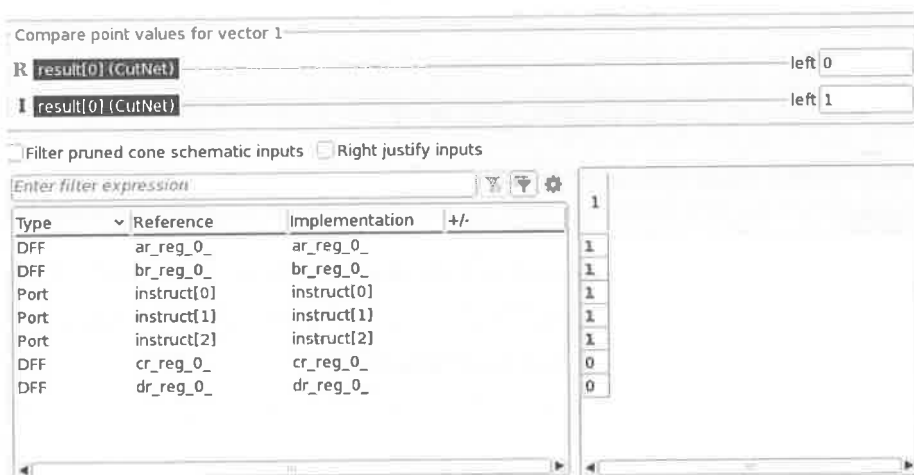 Compare point values for vector 1
R result[0] (CutNet) left 0
I result[0] (CutNet) left 1
Filter pruned cone schematic inputs Right justify inputs
Enter filter expression
Type Reference Implementation +/- 1
DFF ar_reg_0_ ar_reg_0_ 1
DFF br_reg_0_ br_reg_0_ 1
Port instruct[0] instruct[0] 1
Port instruct[1] instruct[1] 1
Port instruct[2] instruct[2] 1
DFF cr_reg_0_ cr_reg_0_ 0
DFF dr_reg_0_ dr_reg_0_ 0